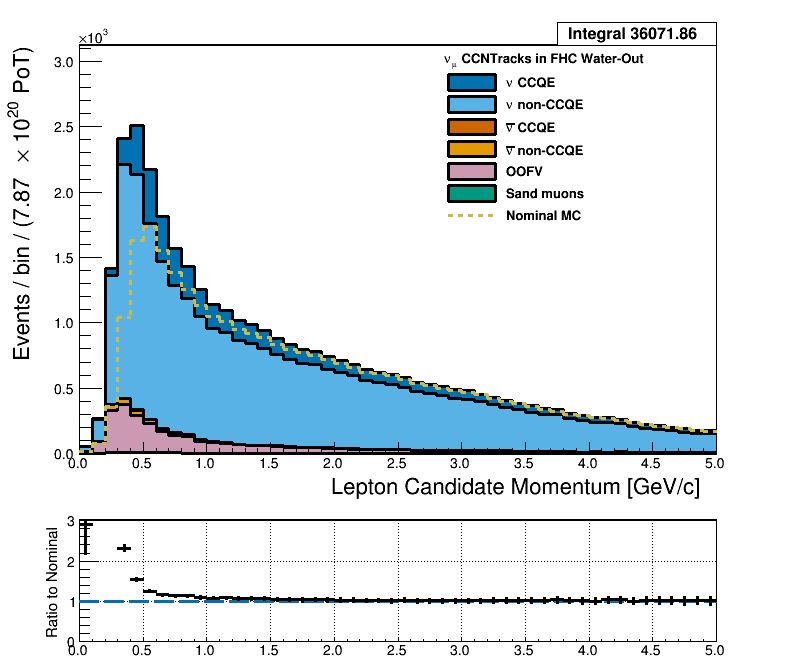 Integral 36071.86
×10³
ν_μ CCNTracks in FHC Water-Out
ν CCQE
ν non-CCQE
ν̅ CCQE
ν̅ non-CCQE
OOFV
Sand muons
Nominal MC
Events / bin / (7.87 × 10²⁰ PoT)
3.0
2.5
2.0
1.5
1.0
0.5
0.0
0.0 0.5 1.0 1.5 2.0 2.5 3.0 3.5 4.0 4.5 5.0
Lepton Candidate Momentum [GeV/c]
Ratio to Nominal
3
2
1
0
0.0 0.5 1.0 1.5 2.0 2.5 3.0 3.5 4.0 4.5 5.0